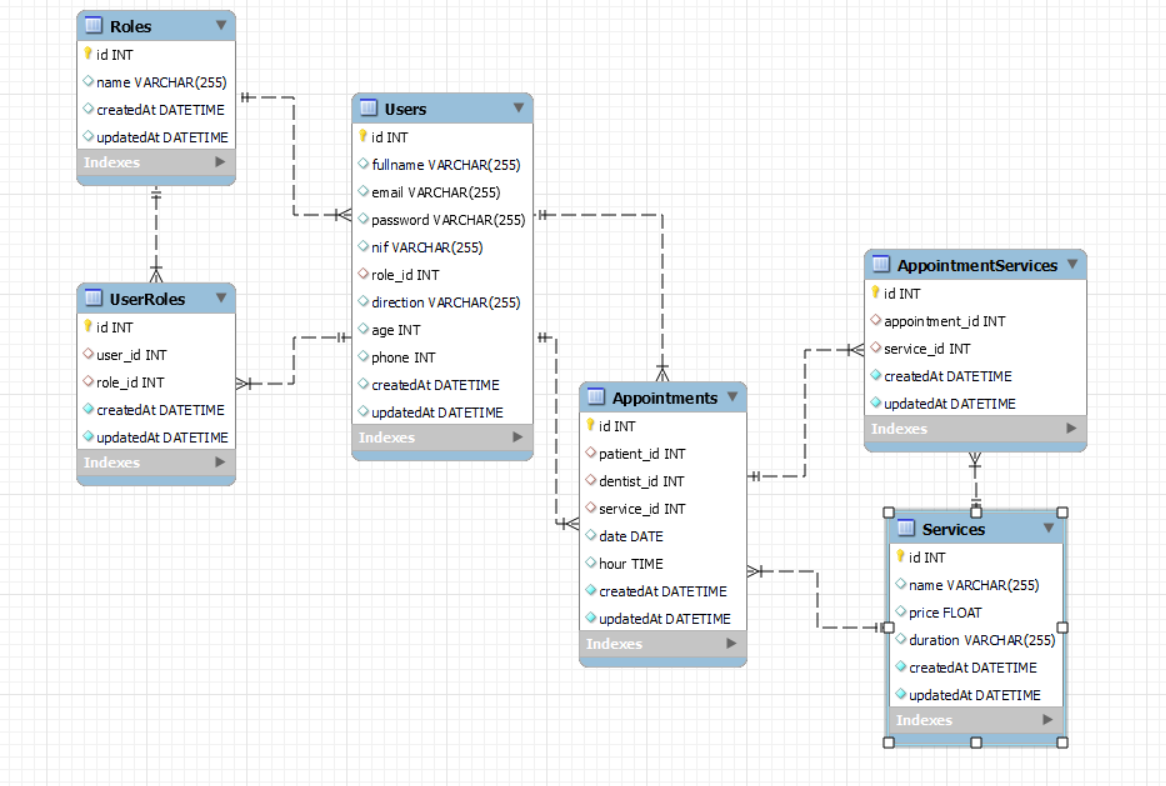 Roles
id INT
name VARCHAR(255)
createdAt DATETIME
updatedAt DATETIME
Indexes
Users
id INT
fullname VARCHAR(255)
email VARCHAR(255)
password VARCHAR(255)
nif VARCHAR(255)
role_id INT
direction VARCHAR(255)
age INT
phone INT
createdAt DATETIME
updatedAt DATETIME
Indexes
UserRoles
id INT
user_id INT
role_id INT
createdAt DATETIME
updatedAt DATETIME
Indexes
Appointments
id INT
patient_id INT
dentist_id INT
service_id INT
date DATE
hour TIME
createdAt DATETIME
updatedAt DATETIME
Indexes
AppointmentServices
id INT
appointment_id INT
service_id INT
createdAt DATETIME
updatedAt DATETIME
Indexes
Services
id INT
name VARCHAR(255)
price FLOAT
duration VARCHAR(255)
createdAt DATETIME
updatedAt DATETIME
Indexes